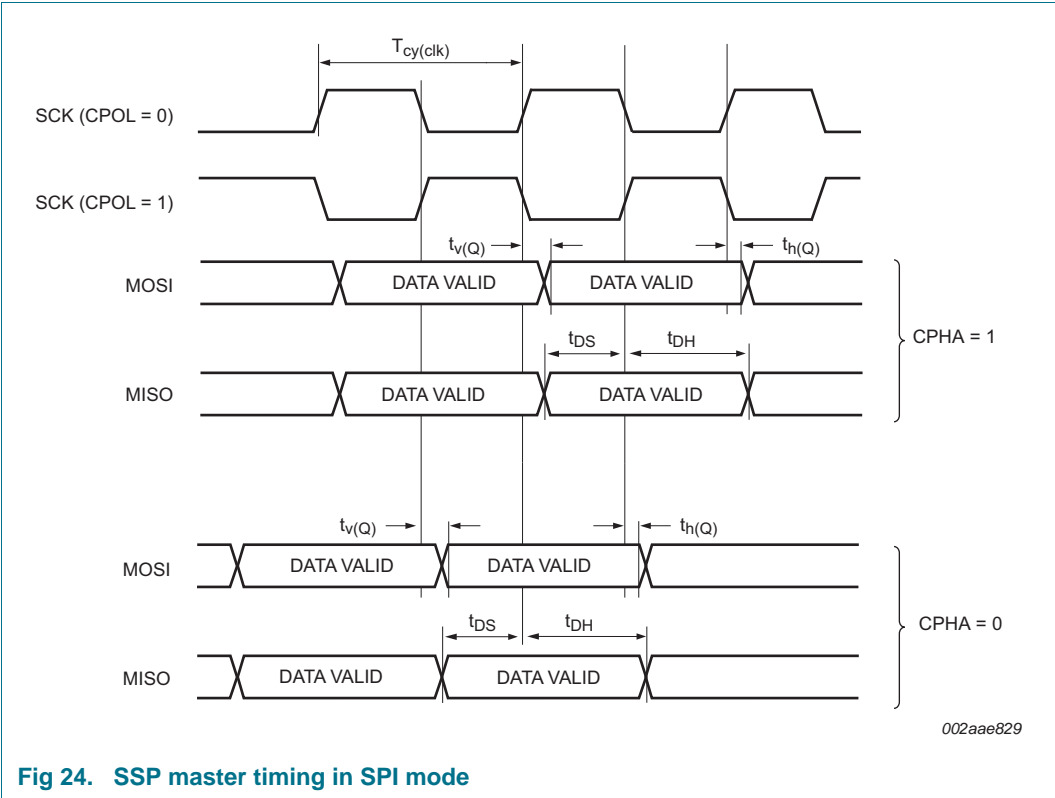 Tcy(clk)
SCK (CPOL = 0)
SCK (CPOL = 1)
tv(Q) th(Q)
MOSI DATA VALID DATA VALID
tDS tDH
CPHA = 1
MISO DATA VALID DATA VALID
tv(Q) th(Q)
MOSI DATA VALID DATA VALID
tDS tDH
CPHA = 0
MISO DATA VALID DATA VALID
002aae829
Fig 24. SSP master timing in SPI mode